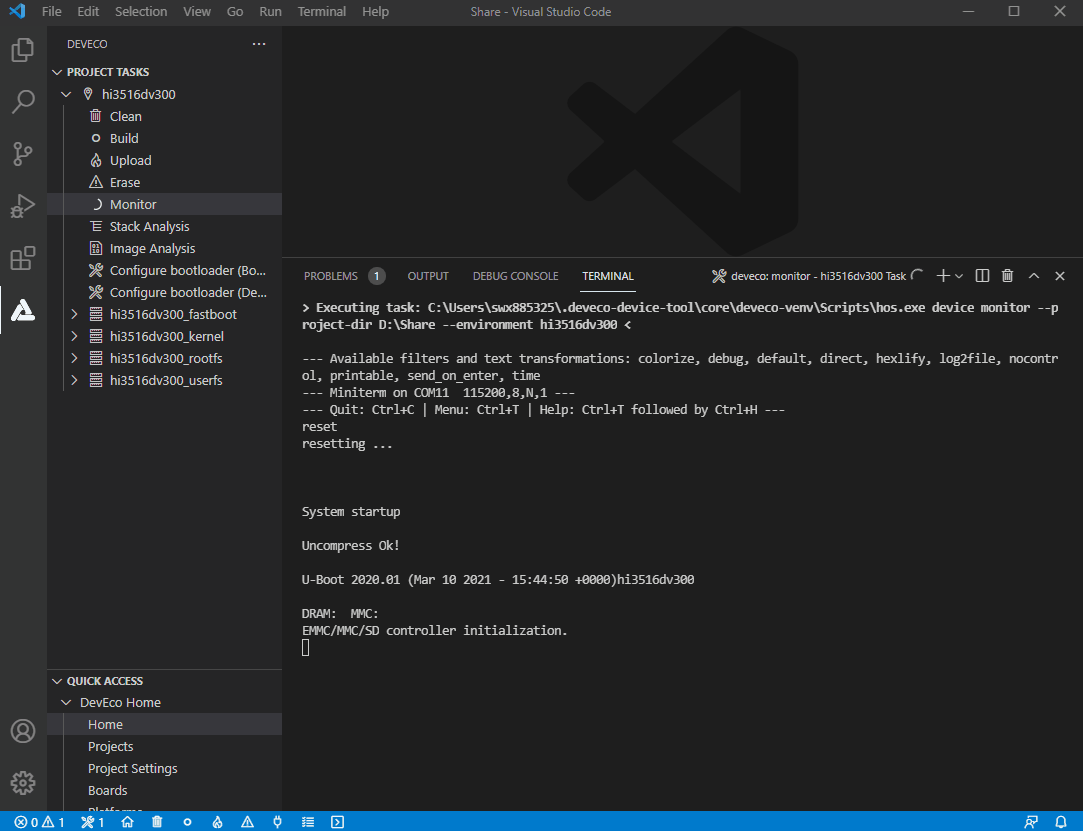 File Edit Selection View Go Run Terminal Help Share - Visual Studio Code
DEVECO
PROJECT TASKS
hi3516dv300
Clean
Build
Upload
Erase
Monitor
Stack Analysis
Image Analysis
Configure bootloader (Bo...
Configure bootloader (De...
hi3516dv300_fastboot
hi3516dv300_kernel
hi3516dv300_rootfs
hi3516dv300_userfs
QUICK ACCESS
DevEco Home
Home
Projects
Project Settings
Boards
PROBLEMS 1 OUTPUT DEBUG CONSOLE TERMINAL deveco: monitor - hi3516dv300 Task
> Executing task: C:\Users\swx885325\.deveco-device-tool\core\deveco-venv\Scripts\hos.exe device monitor --p
roject-dir D:\Share --environment hi3516dv300 <
--- Available filters and text transformations: colorize, debug, default, direct, hexlify, log2file, nocontr
ol, printable, send_on_enter, time
--- Miniterm on COM11  115200,8,N,1 ---
--- Quit: Ctrl+C | Menu: Ctrl+T | Help: Ctrl+T followed by Ctrl+H ---
reset
resetting ...
System startup
Uncompress Ok!
U-Boot 2020.01 (Mar 10 2021 - 15:44:50 +0000)hi3516dv300
DRAM:  MMC:
EMMC/MMC/SD controller initialization.
0 1 1